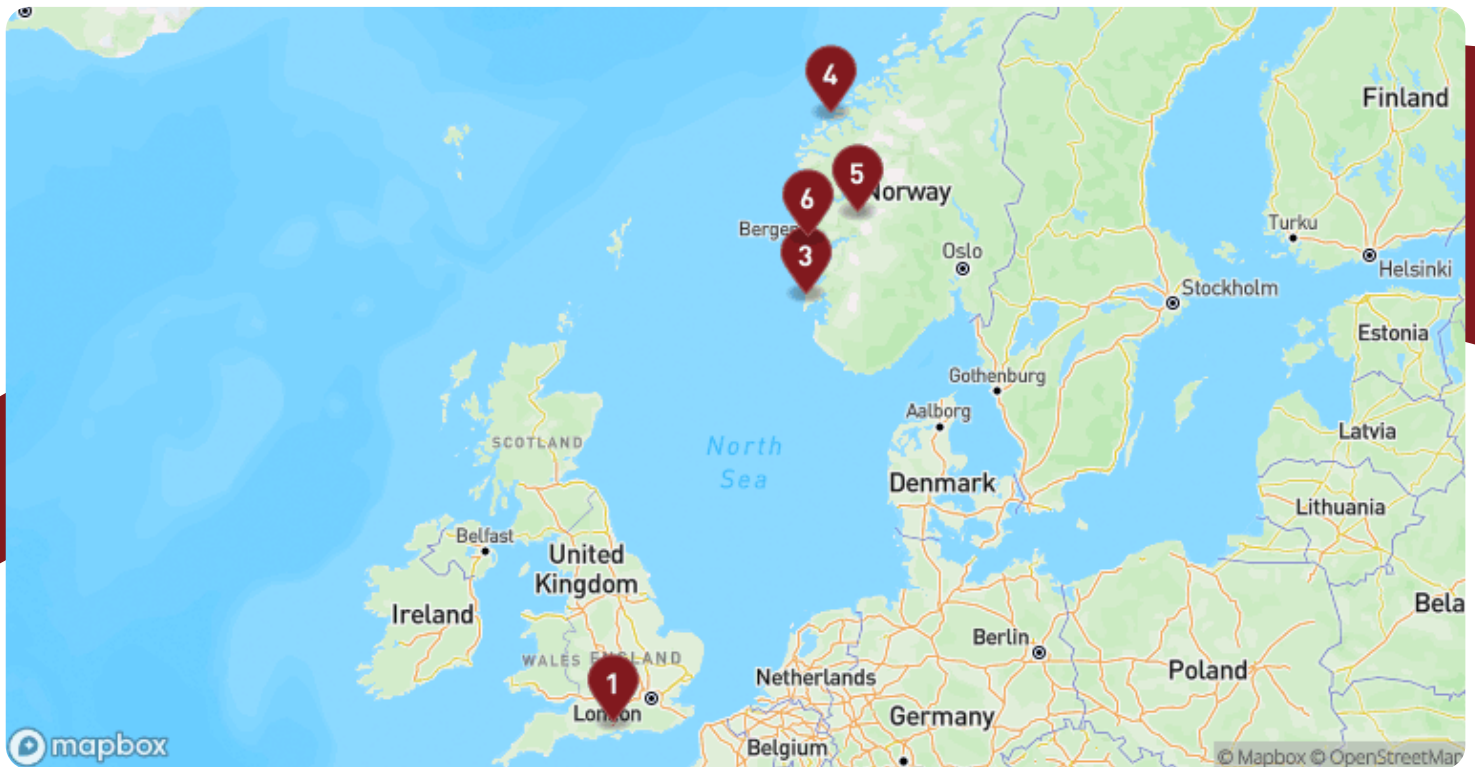 4
Finland
5
Norway
6
Turku
Bergen
Oslo
Helsinki
3
Stockholm
Estonia
Gothenburg
Aalborg
Latvia
SCOTLAND
North
Sea
Denmark
Lithuania
Belfast
United
Kingdom
Ireland
Bela
Berlin
WALES
ENGLAND
Netherlands
Poland
1
London
Germany
Belgium
mapbox
© Mapbox © OpenStreetMap